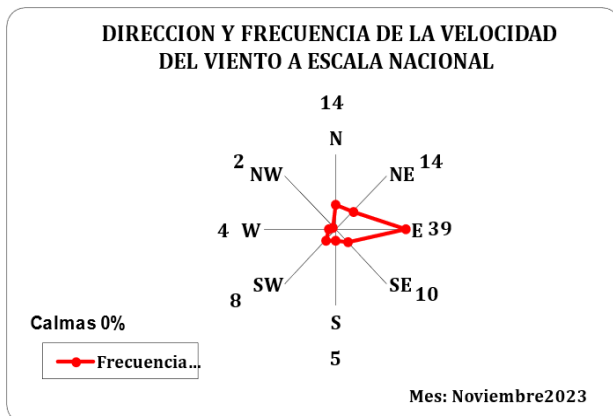 DIRECCION Y FRECUENCIA DE LA VELOCIDAD
DEL VIENTO A ESCALA NACIONAL
14
N
2
NW
NE
14
4
W
E
39
8
SW
SE
10
S
5
Calmas 0%
Frecuencia...
Mes: Noviembre2023